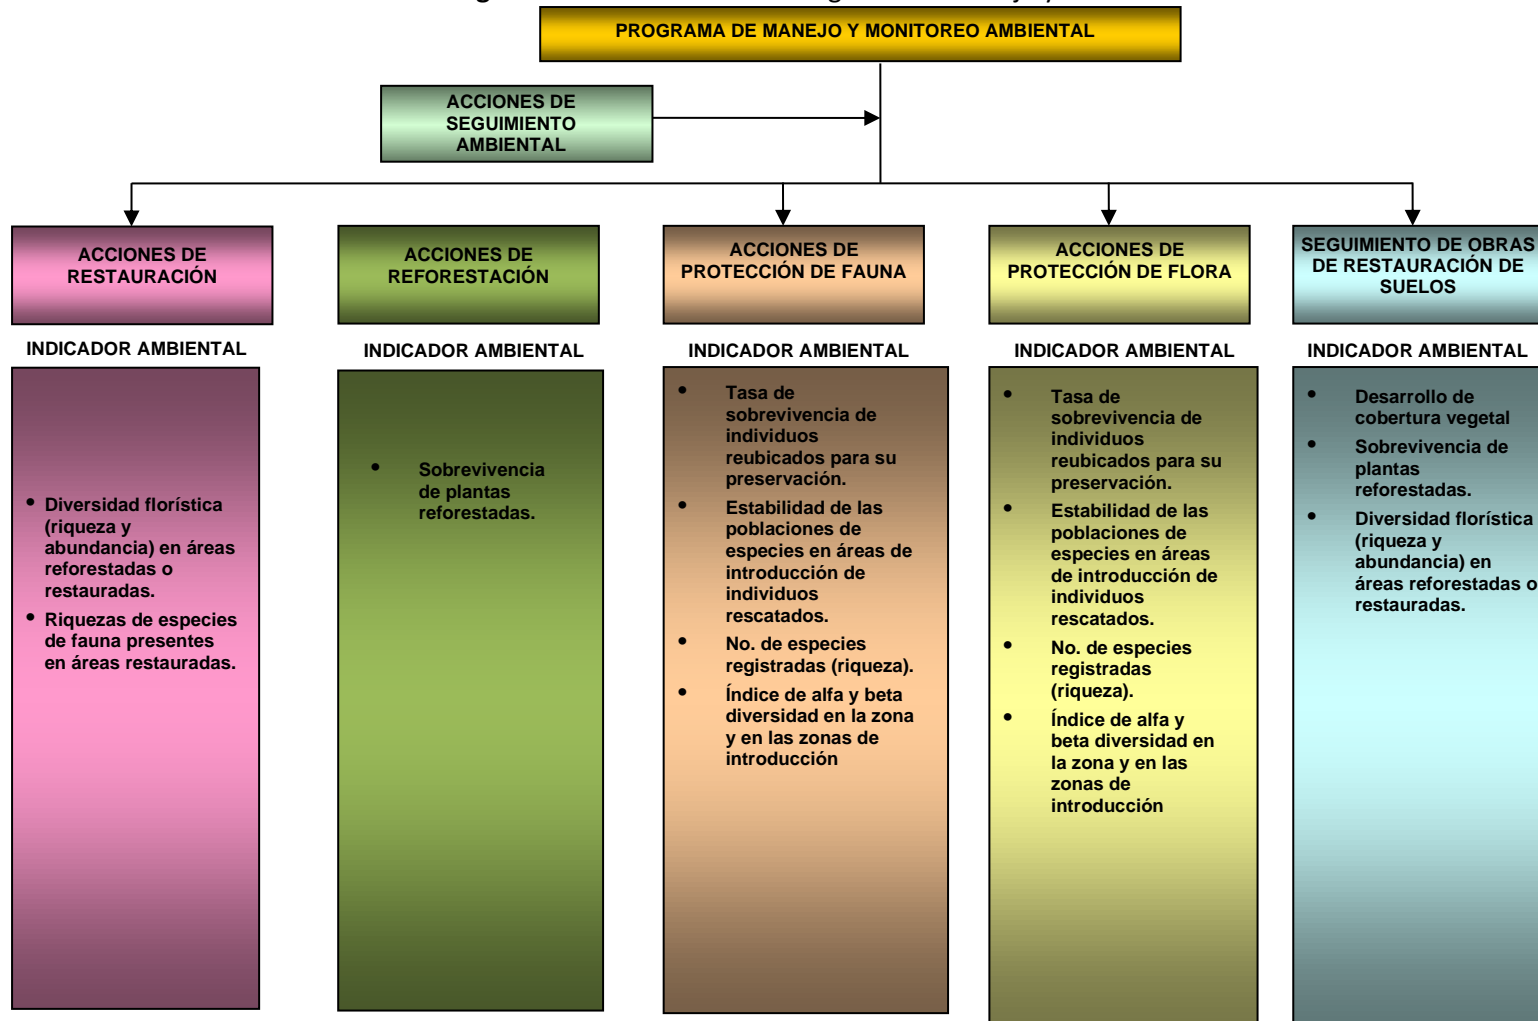 PROGRAMA DE MANEJO Y MONITOREO AMBIENTAL
ACCIONES DE
SEGUIMIENTO
AMBIENTAL
ACCIONES DE
RESTAURACIÓN
ACCIONES DE
REFORESTACIÓN
ACCIONES DE
PROTECCIÓN DE FAUNA
ACCIONES DE
PROTECCIÓN DE FLORA
SEGUIMIENTO DE OBRAS
DE RESTAURACIÓN DE
SUELOS
INDICADOR AMBIENTAL
• Diversidad florística
(riqueza y
abundancia) en áreas
reforestadas o
restauradas.
• Riquezas de especies
de fauna presentes
en áreas restauradas.
INDICADOR AMBIENTAL
• Sobrevivencia
de plantas
reforestadas.
INDICADOR AMBIENTAL
• Tasa de
sobrevivencia de
individuos
reubicados para su
preservación.
• Estabilidad de las
poblaciones de
especies en áreas de
introducción de
individuos
rescatados.
• No. de especies
registradas (riqueza).
• Índice de alfa y beta
diversidad en la zona
y en las zonas de
introducción
INDICADOR AMBIENTAL
• Tasa de
sobrevivencia de
individuos
reubicados para su
preservación.
• Estabilidad de las
poblaciones de
especies en áreas
de introducción de
individuos
rescatados.
• No. de especies
registradas
(riqueza).
• Índice de alfa y
beta diversidad en
la zona y en las
zonas de
introducción
INDICADOR AMBIENTAL
• Desarrollo de
cobertura vegetal
• Sobrevivencia de
plantas
reforestadas.
• Diversidad florística
(riqueza y
abundancia) en
áreas reforestadas o
restauradas.